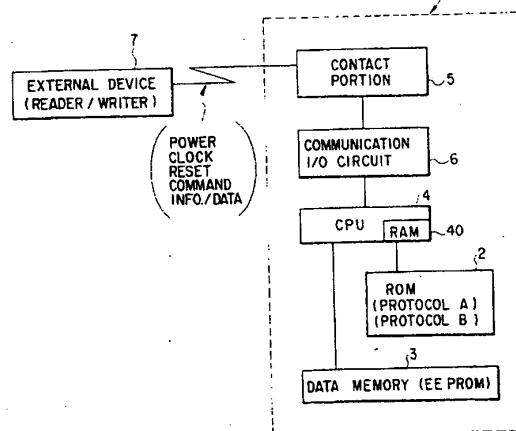 7
EXTERNAL DEVICE
(READER / WRITER)
POWER
CLOCK
RESET
COMMAND
INFO./DATA
CONTACT
PORTION
5
COMMUNICATION
I/O CIRCUIT
6
4
CPU
RAM
40
2
ROM
(PROTOCOL A)
(PROTOCOL B)
3
DATA MEMORY (EE PROM)